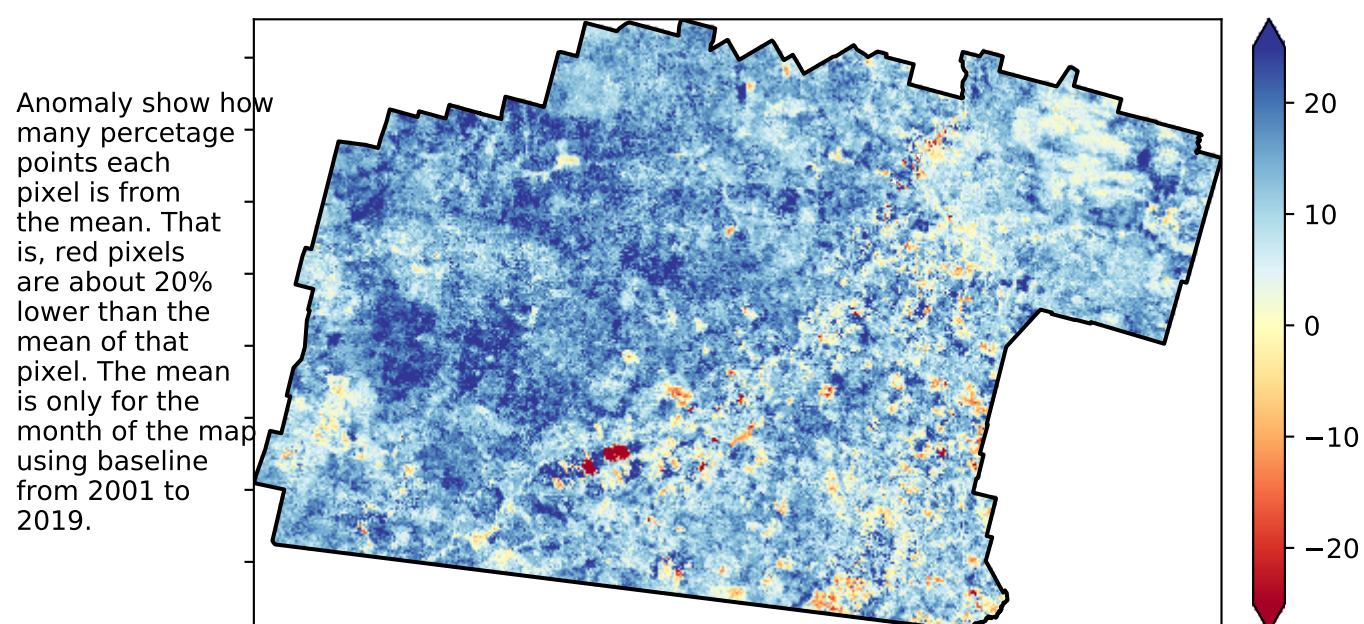 Anomaly show how
many percetage
points each
pixel is from
the mean. That
is, red pixels
are about 20%
lower than the
mean of that
pixel. The mean
is only for the
month of the map
using baseline
from 2001 to
2019.
20
10
0
−10
−20